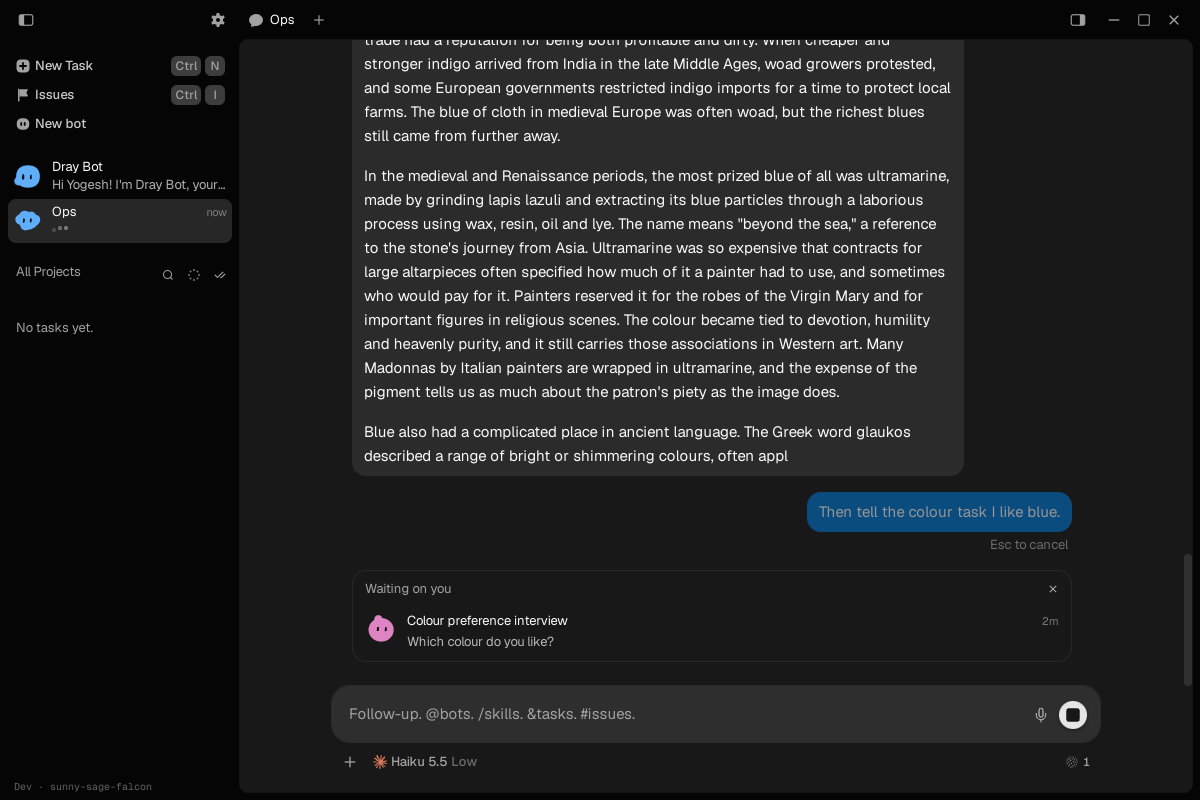 Ops
New Task
Ctrl N
Issues
Ctrl I
New bot
Dray Bot
Hi Yogesh! I'm Dray Bot, your…
Ops
now
All Projects
No tasks yet.
Dev · sunny-sage-falcon
trade had a reputation for being both profitable and dirty. When cheaper and
stronger indigo arrived from India in the late Middle Ages, woad growers protested,
and some European governments restricted indigo imports for a time to protect local
farms. The blue of cloth in medieval Europe was often woad, but the richest blues
still came from further away.
In the medieval and Renaissance periods, the most prized blue of all was ultramarine,
made by grinding lapis lazuli and extracting its blue particles through a laborious
process using wax, resin, oil and lye. The name means "beyond the sea," a reference
to the stone's journey from Asia. Ultramarine was so expensive that contracts for
large altarpieces often specified how much of it a painter had to use, and sometimes
who would pay for it. Painters reserved it for the robes of the Virgin Mary and for
important figures in religious scenes. The colour became tied to devotion, humility
and heavenly purity, and it still carries those associations in Western art. Many
Madonnas by Italian painters are wrapped in ultramarine, and the expense of the
pigment tells us as much about the patron's piety as the image does.
Blue also had a complicated place in ancient language. The Greek word glaukos
described a range of bright or shimmering colours, often appl
Then tell the colour task I like blue.
Esc to cancel
Waiting on you
Colour preference interview
2m
Which colour do you like?
Follow-up. @bots. /skills. &tasks. #issues.
Haiku 5.5 Low
1